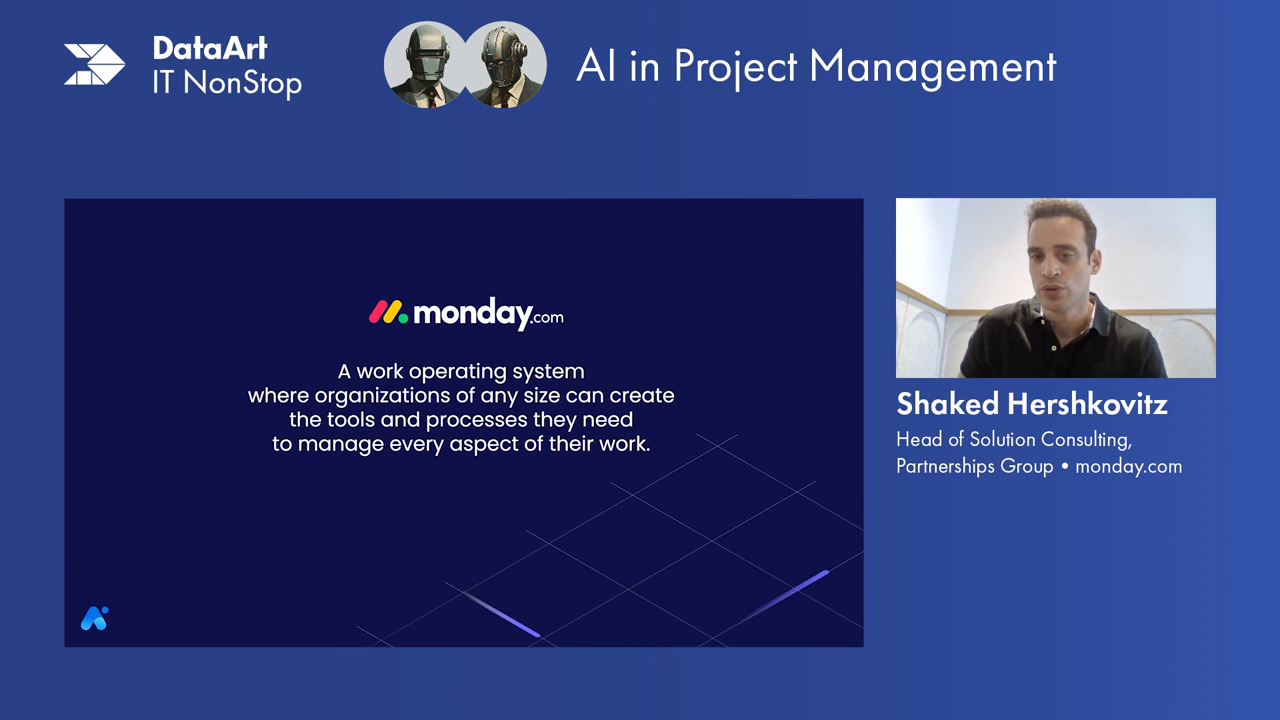 DataArt
IT NonStop
AI in Project Management
monday.com
A work operating system
where organizations of any size can create
the tools and processes they need
to manage every aspect of their work.
Shaked Hershkovitz
Head of Solution Consulting,
Partnerships Group • monday.com